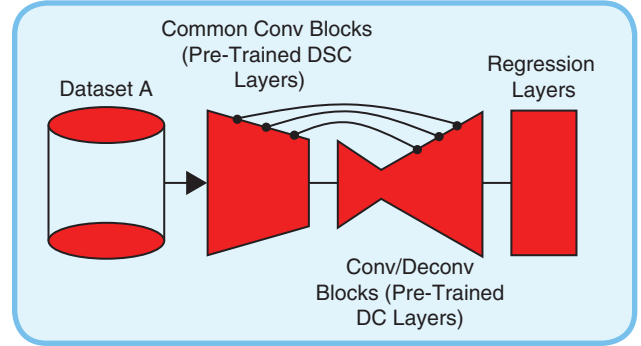 Common Conv Blocks
(Pre-Trained DSC
Layers)
Dataset A
Regression
Layers
Conv/Deconv
Blocks (Pre-Trained
DC Layers)